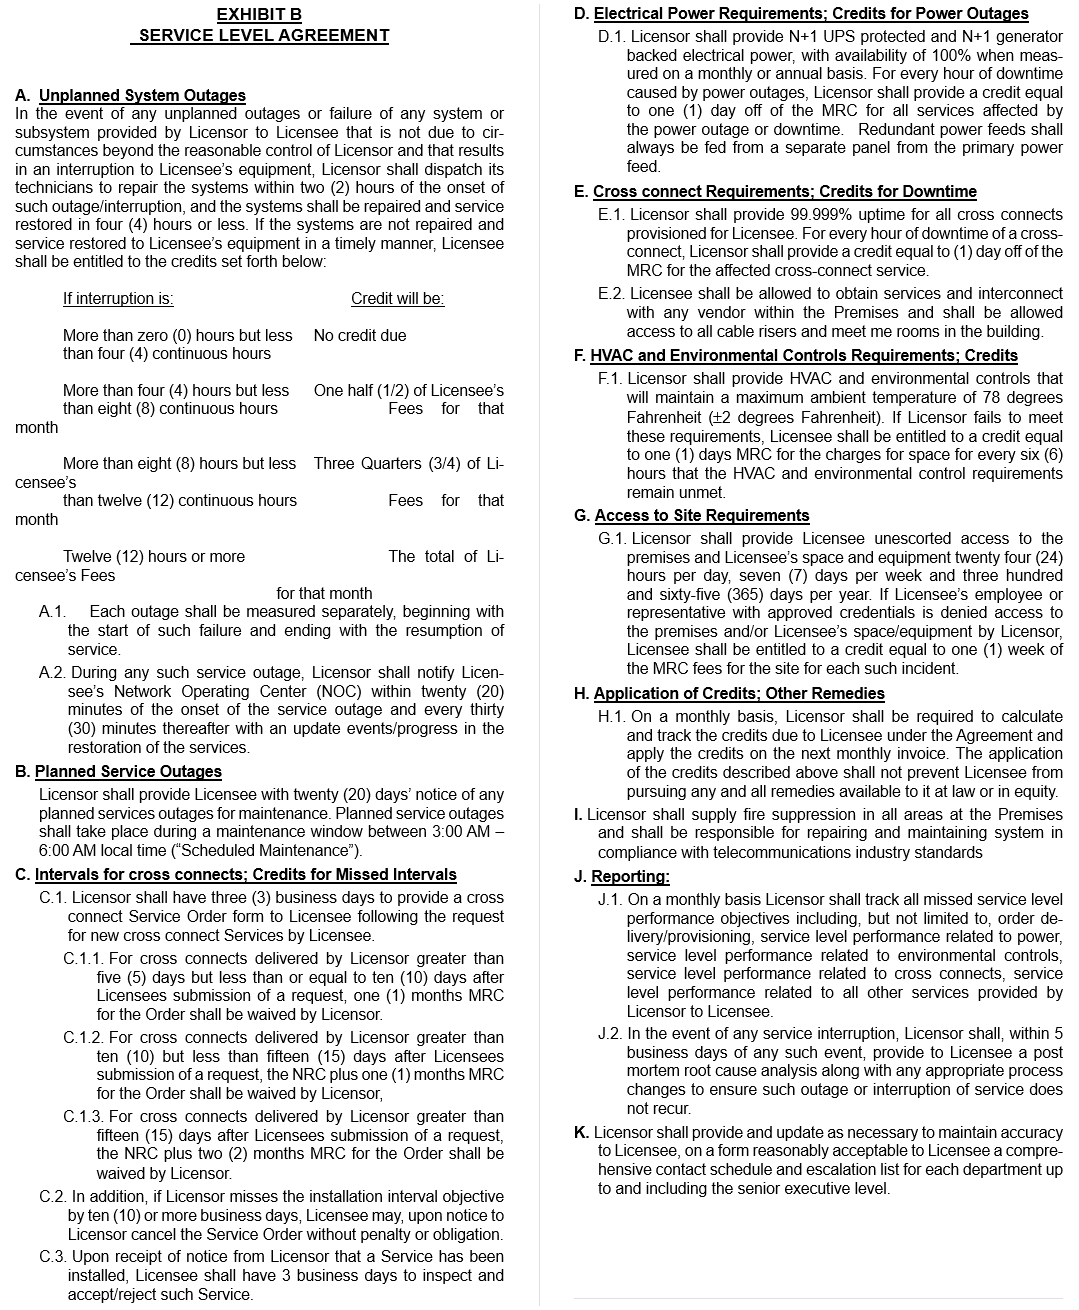 EXHIBIT B
SERVICE LEVEL AGREEMENT
A. Unplanned System Outages
In the event of any unplanned outages or failure of any system or
subsystem provided by Licensor to Licensee that is not due to cir-
cumstances beyond the reasonable control of Licensor and that results
in an interruption to Licensee's equipment, Licensor shall dispatch its
technicians to repair the systems within two (2) hours of the onset of
such outage/interruption, and the systems shall be repaired and service
restored in four (4) hours or less. If the systems are not repaired and
service restored to Licensee's equipment in a timely manner, Licensee
shall be entitled to the credits set forth below:
If interruption is: Credit will be:
More than zero (0) hours but less No credit due
than four (4) continuous hours
More than four (4) hours but less One half (1/2) of Licensee's
than eight (8) continuous hours Fees for that
month
More than eight (8) hours but less Three Quarters (3/4) of Li-
censee's
than twelve (12) continuous hours Fees for that
month
Twelve (12) hours or more The total of Li-
censee's Fees
for that month
A.1. Each outage shall be measured separately, beginning with
the start of such failure and ending with the resumption of
service.
A.2. During any such service outage, Licensor shall notify Licen-
see's Network Operating Center (NOC) within twenty (20)
minutes of the onset of the service outage and every thirty
(30) minutes thereafter with an update events/progress in the
restoration of the services.
B. Planned Service Outages
Licensor shall provide Licensee with twenty (20) days' notice of any
planned services outages for maintenance. Planned service outages
shall take place during a maintenance window between 3:00 AM –
6:00 AM local time (“Scheduled Maintenance”).
C. Intervals for cross connects; Credits for Missed Intervals
C.1. Licensor shall have three (3) business days to provide a cross
connect Service Order form to Licensee following the request
for new cross connect Services by Licensee.
C.1.1. For cross connects delivered by Licensor greater than
five (5) days but less than or equal to ten (10) days after
Licensees submission of a request, one (1) months MRC
for the Order shall be waived by Licensor.
C.1.2. For cross connects delivered by Licensor greater than
ten (10) but less than fifteen (15) days after Licensees
submission of a request, the NRC plus one (1) months MRC
for the Order shall be waived by Licensor,
C.1.3. For cross connects delivered by Licensor greater than
fifteen (15) days after Licensees submission of a request,
the NRC plus two (2) months MRC for the Order shall be
waived by Licensor.
C.2. In addition, if Licensor misses the installation interval objective
by ten (10) or more business days, Licensee may, upon notice to
Licensor cancel the Service Order without penalty or obligation.
C.3. Upon receipt of notice from Licensor that a Service has been
installed, Licensee shall have 3 business days to inspect and
accept/reject such Service.
D. Electrical Power Requirements; Credits for Power Outages
D.1. Licensor shall provide N+1 UPS protected and N+1 generator
backed electrical power, with availability of 100% when meas-
ured on a monthly or annual basis. For every hour of downtime
caused by power outages, Licensor shall provide a credit equal
to one (1) day off of the MRC for all services affected by
the power outage or downtime. Redundant power feeds shall
always be fed from a separate panel from the primary power
feed.
E. Cross connect Requirements; Credits for Downtime
E.1. Licensor shall provide 99.999% uptime for all cross connects
provisioned for Licensee. For every hour of downtime of a cross-
connect, Licensor shall provide a credit equal to (1) day off of the
MRC for the affected cross-connect service.
E.2. Licensee shall be allowed to obtain services and interconnect
with any vendor within the Premises and shall be allowed
access to all cable risers and meet me rooms in the building.
F. HVAC and Environmental Controls Requirements; Credits
F.1. Licensor shall provide HVAC and environmental controls that
will maintain a maximum ambient temperature of 78 degrees
Fahrenheit (±2 degrees Fahrenheit). If Licensor fails to meet
these requirements, Licensee shall be entitled to a credit equal
to one (1) days MRC for the charges for space for every six (6)
hours that the HVAC and environmental control requirements
remain unmet.
G. Access to Site Requirements
G.1. Licensor shall provide Licensee unescorted access to the
premises and Licensee's space and equipment twenty four (24)
hours per day, seven (7) days per week and three hundred
and sixty-five (365) days per year. If Licensee's employee or
representative with approved credentials is denied access to
the premises and/or Licensee's space/equipment by Licensor,
Licensee shall be entitled to a credit equal to one (1) week of
the MRC fees for the site for each such incident.
H. Application of Credits; Other Remedies
H.1. On a monthly basis, Licensor shall be required to calculate
and track the credits due to Licensee under the Agreement and
apply the credits on the next monthly invoice. The application
of the credits described above shall not prevent Licensee from
pursuing any and all remedies available to it at law or in equity.
I. Licensor shall supply fire suppression in all areas at the Premises
and shall be responsible for repairing and maintaining system in
compliance with telecommunications industry standards
J. Reporting:
J.1. On a monthly basis Licensor shall track all missed service level
performance objectives including, but not limited to, order de-
livery/provisioning, service level performance related to power,
service level performance related to environmental controls,
service level performance related to cross connects, service
level performance related to all other services provided by
Licensor to Licensee.
J.2. In the event of any service interruption, Licensor shall, within 5
business days of any such event, provide to Licensee a post
mortem root cause analysis along with any appropriate process
changes to ensure such outage or interruption of service does
not recur.
K. Licensor shall provide and update as necessary to maintain accuracy
to Licensee, on a form reasonably acceptable to Licensee a compre-
hensive contact schedule and escalation list for each department up
to and including the senior executive level.